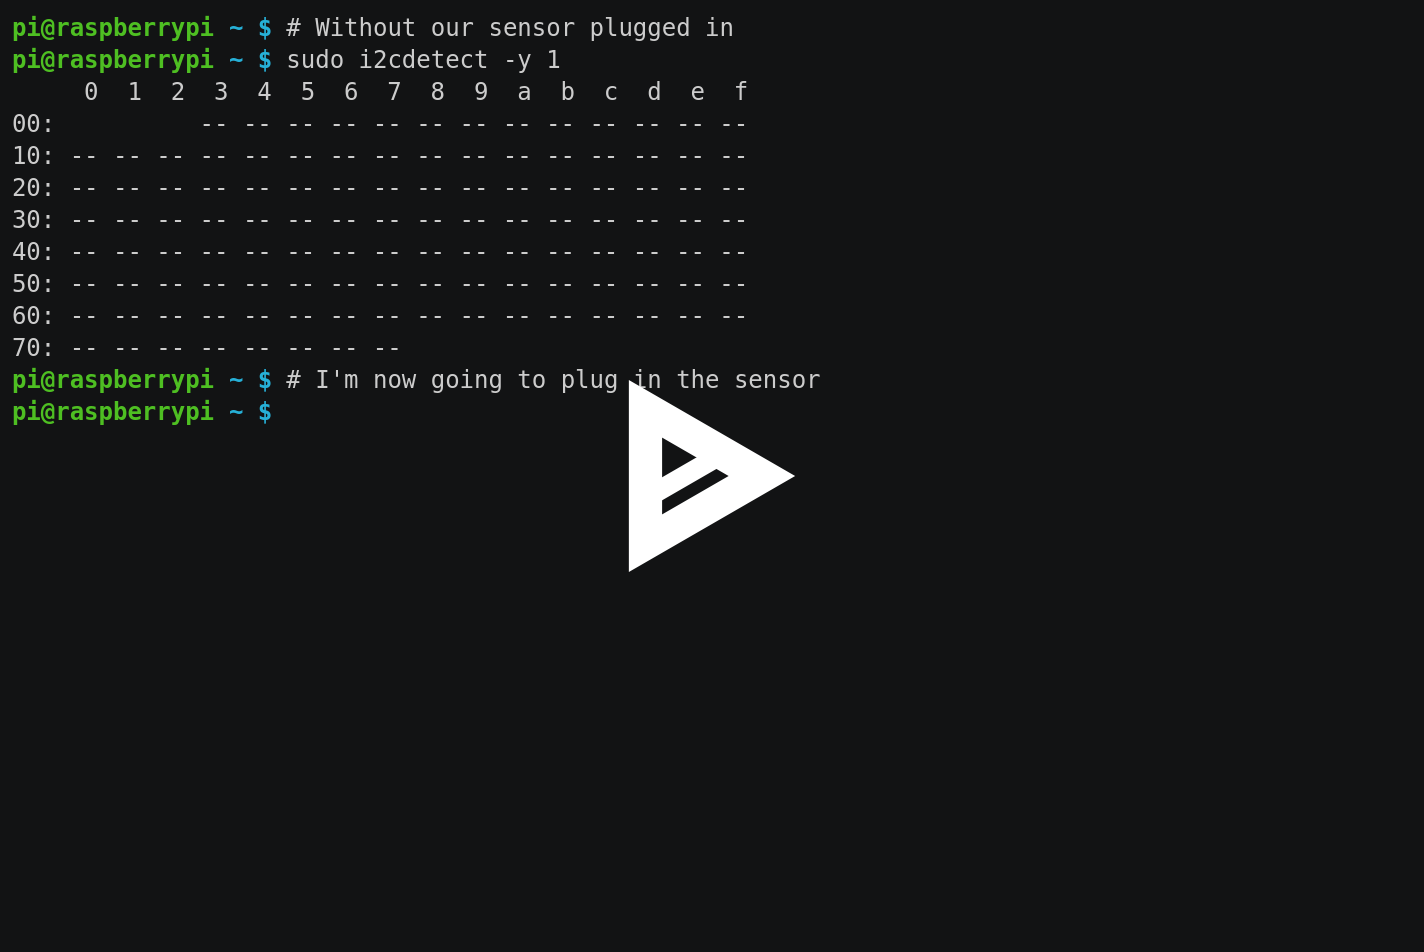 pi@raspberrypi ~ $ # Without our sensor plugged in
pi@raspberrypi ~ $ sudo i2cdetect -y 1
     0  1  2  3  4  5  6  7  8  9  a  b  c  d  e  f
00:          -- -- -- -- -- -- -- -- -- -- -- -- --
10: -- -- -- -- -- -- -- -- -- -- -- -- -- -- -- --
20: -- -- -- -- -- -- -- -- -- -- -- -- -- -- -- --
30: -- -- -- -- -- -- -- -- -- -- -- -- -- -- -- --
40: -- -- -- -- -- -- -- -- -- -- -- -- -- -- -- --
50: -- -- -- -- -- -- -- -- -- -- -- -- -- -- -- --
60: -- -- -- -- -- -- -- -- -- -- -- -- -- -- -- --
70: -- -- -- -- -- -- -- --
pi@raspberrypi ~ $ # I'm now going to plug in the sensor
pi@raspberrypi ~ $